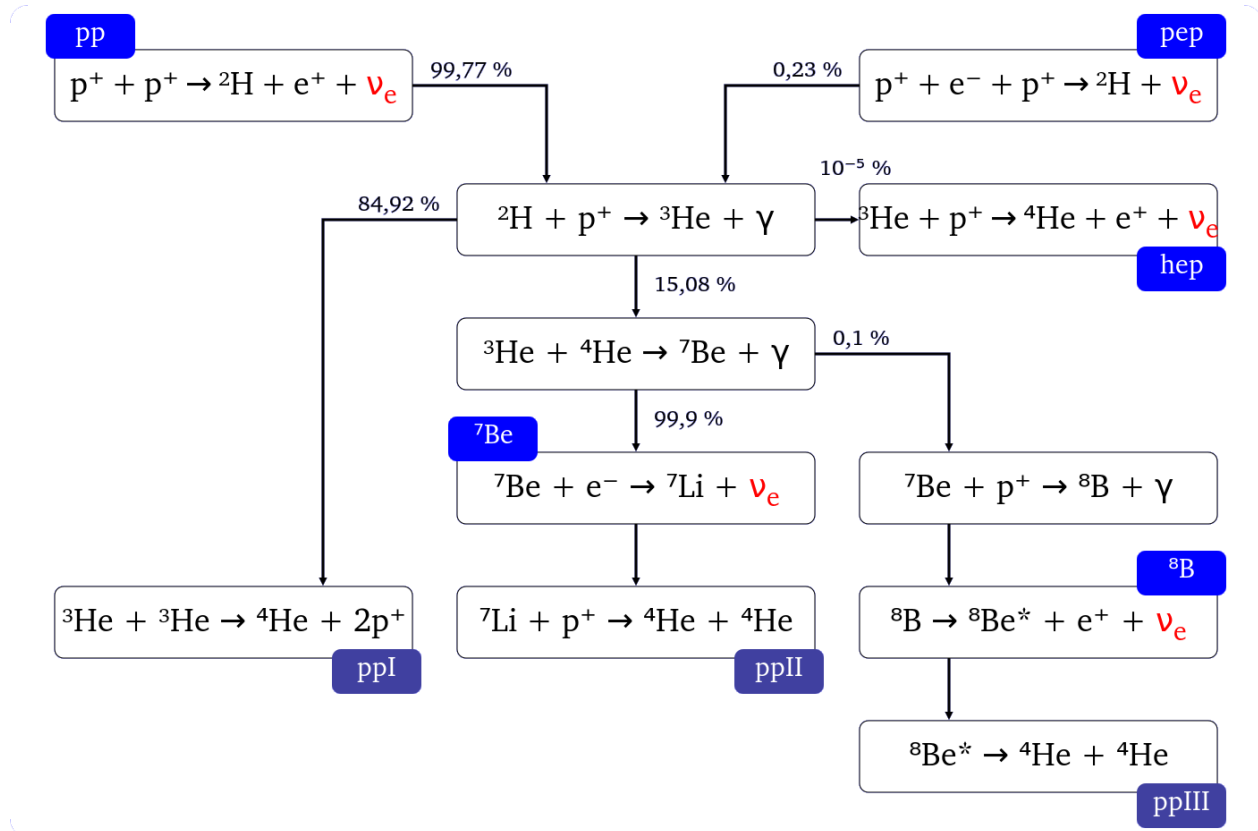 pp
pep
p⁺ + p⁺ → ²H + e⁺ + νₑ
99,77 %
0,23 %
p⁺ + e⁻ + p⁺ → ²H + νₑ
10⁻⁵ %
84,92 %
²H + p⁺ → ³He + γ
³He + p⁺ → ⁴He + e⁺ + νₑ
hep
15,08 %
³He + ⁴He → ⁷Be + γ
0,1 %
99,9 %
⁷Be
⁷Be + e⁻ → ⁷Li + νₑ
⁷Be + p⁺ → ⁸B + γ
⁸B
³He + ³He → ⁴He + 2p⁺
⁷Li + p⁺ → ⁴He + ⁴He
⁸B → ⁸Be* + e⁺ + νₑ
ppI
ppII
⁸Be* → ⁴He + ⁴He
ppIII